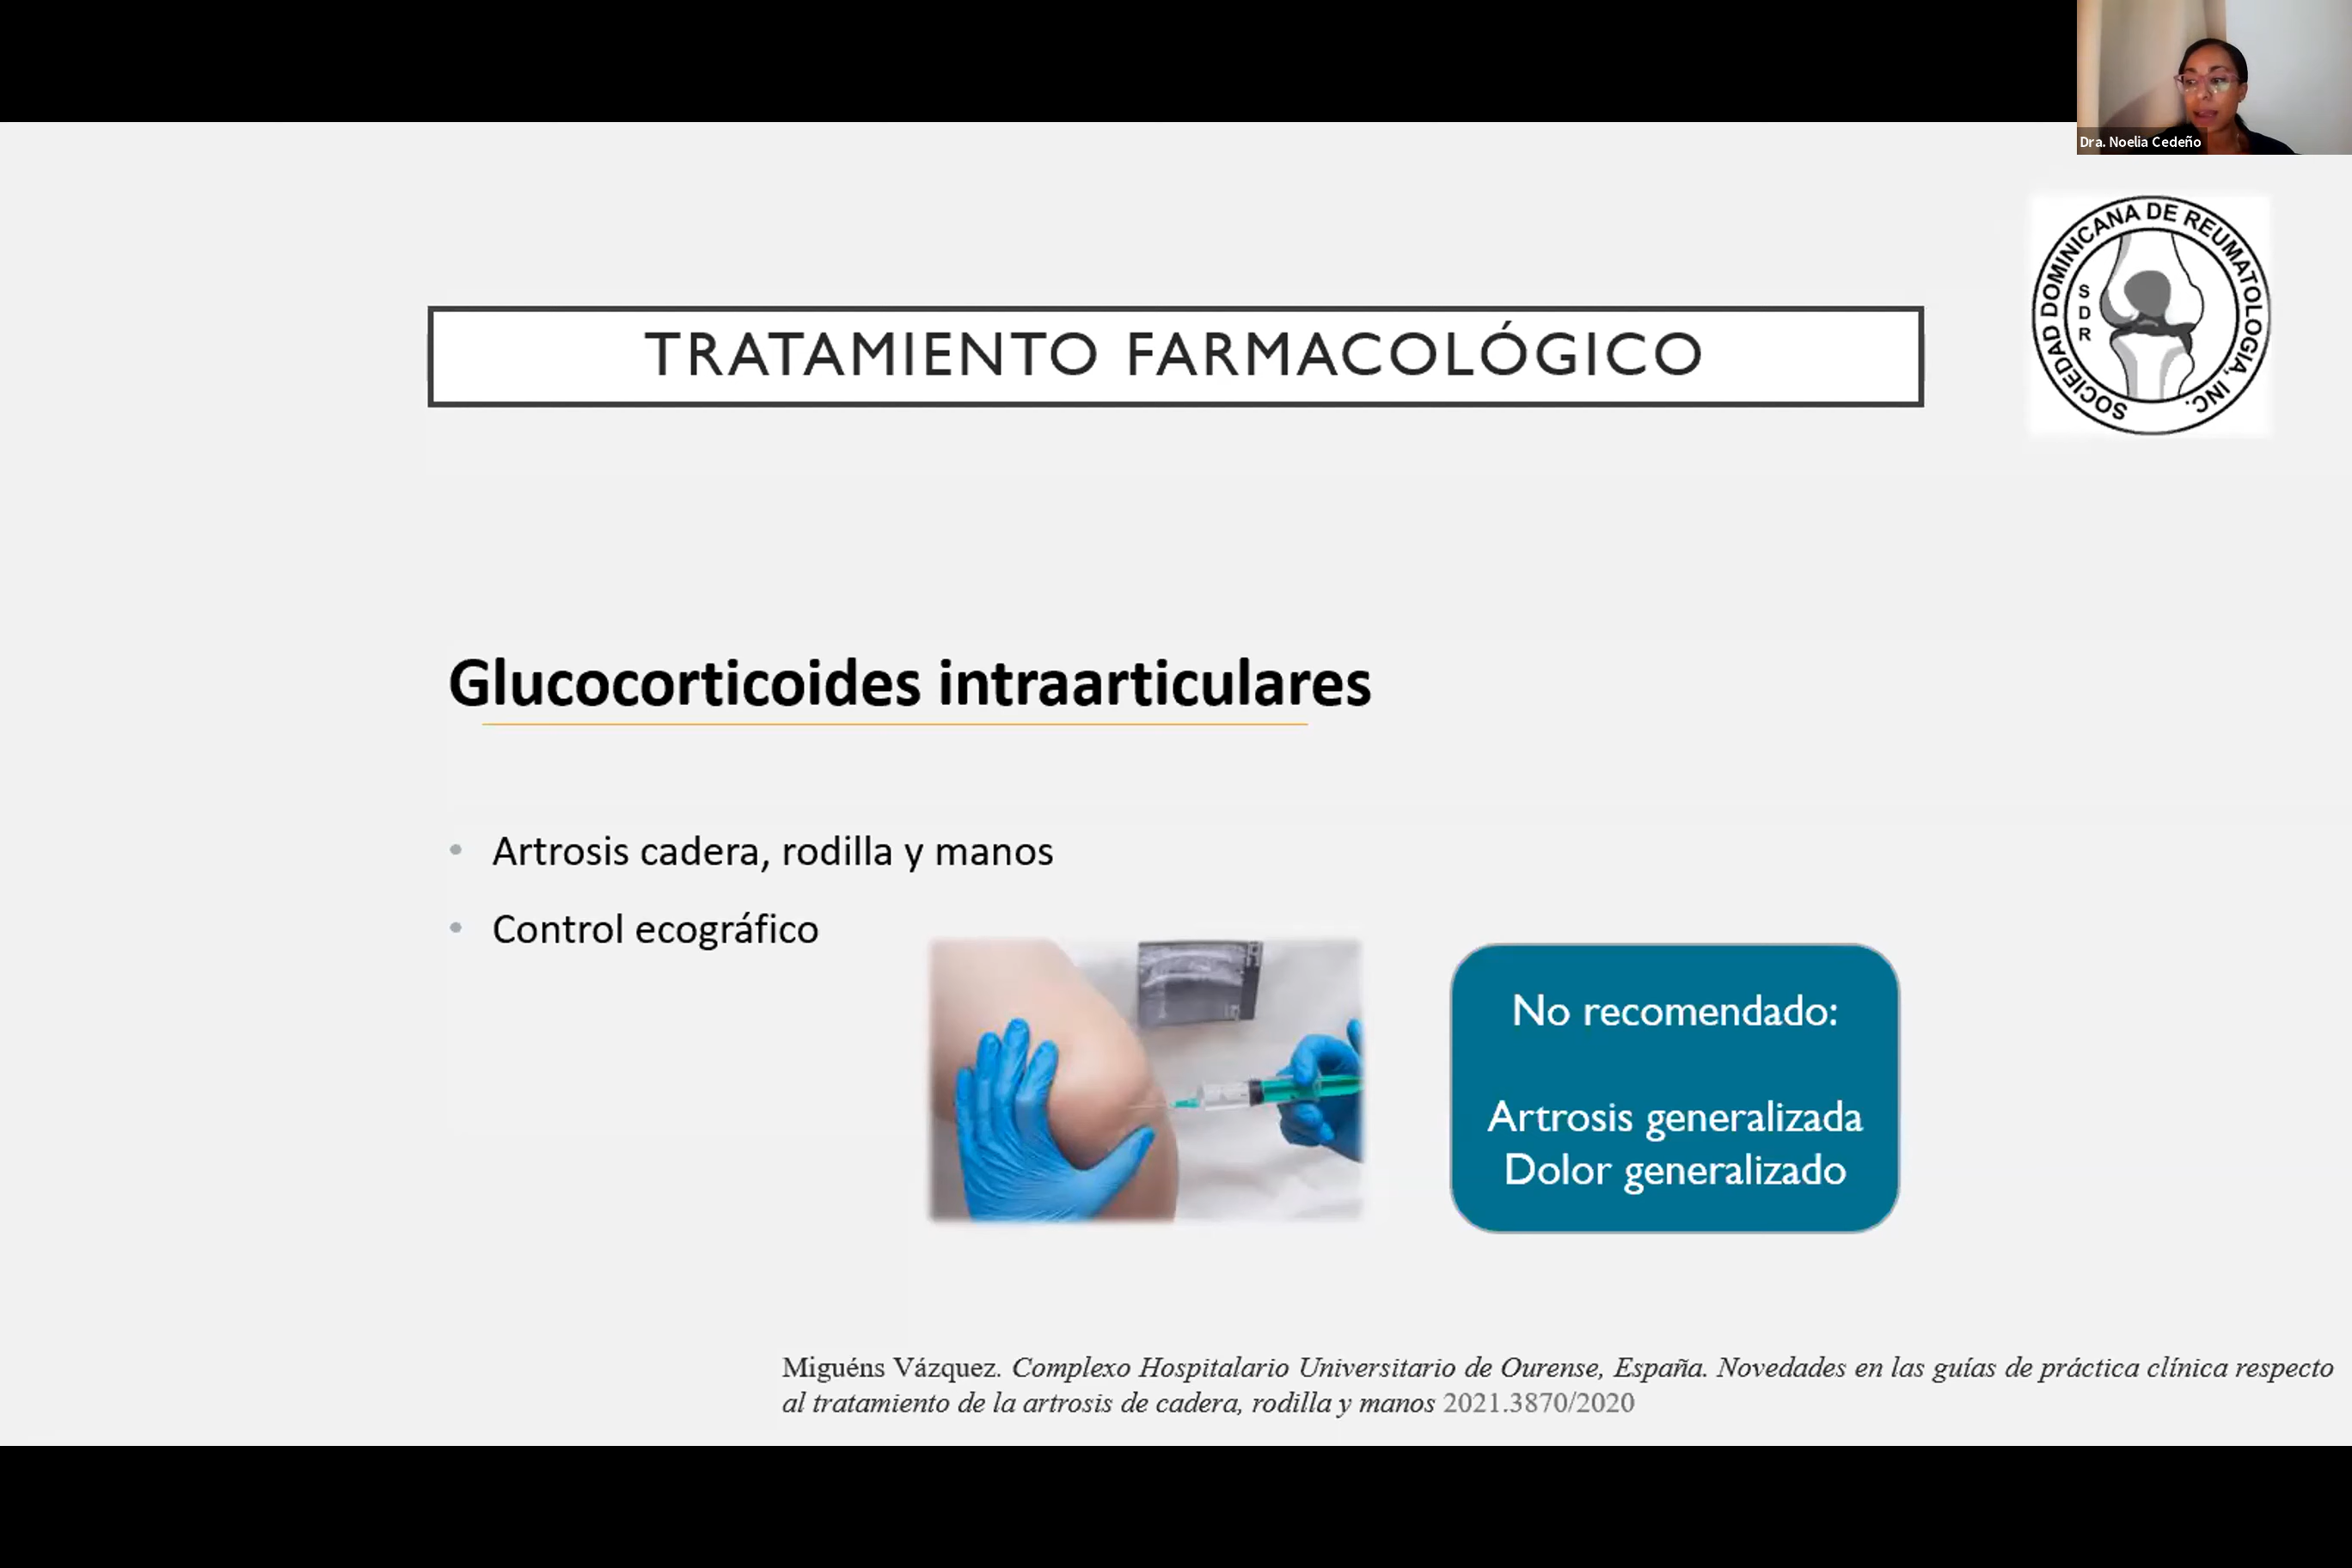 Dra. Noelia Cedeño
SOCIEDAD DOMINICANA DE REUMATOLOGIA, INC.
S
D
R
TRATAMIENTO FARMACOLÓGICO
Glucocorticoides intraarticulares
• Artrosis cadera, rodilla y manos
• Control ecográfico
No recomendado:
Artrosis generalizada
Dolor generalizado
Miguéns Vázquez. Complexo Hospitalario Universitario de Ourense, España. Novedades en las guías de práctica clínica respecto
al tratamiento de la artrosis de cadera, rodilla y manos 2021.3870/2020